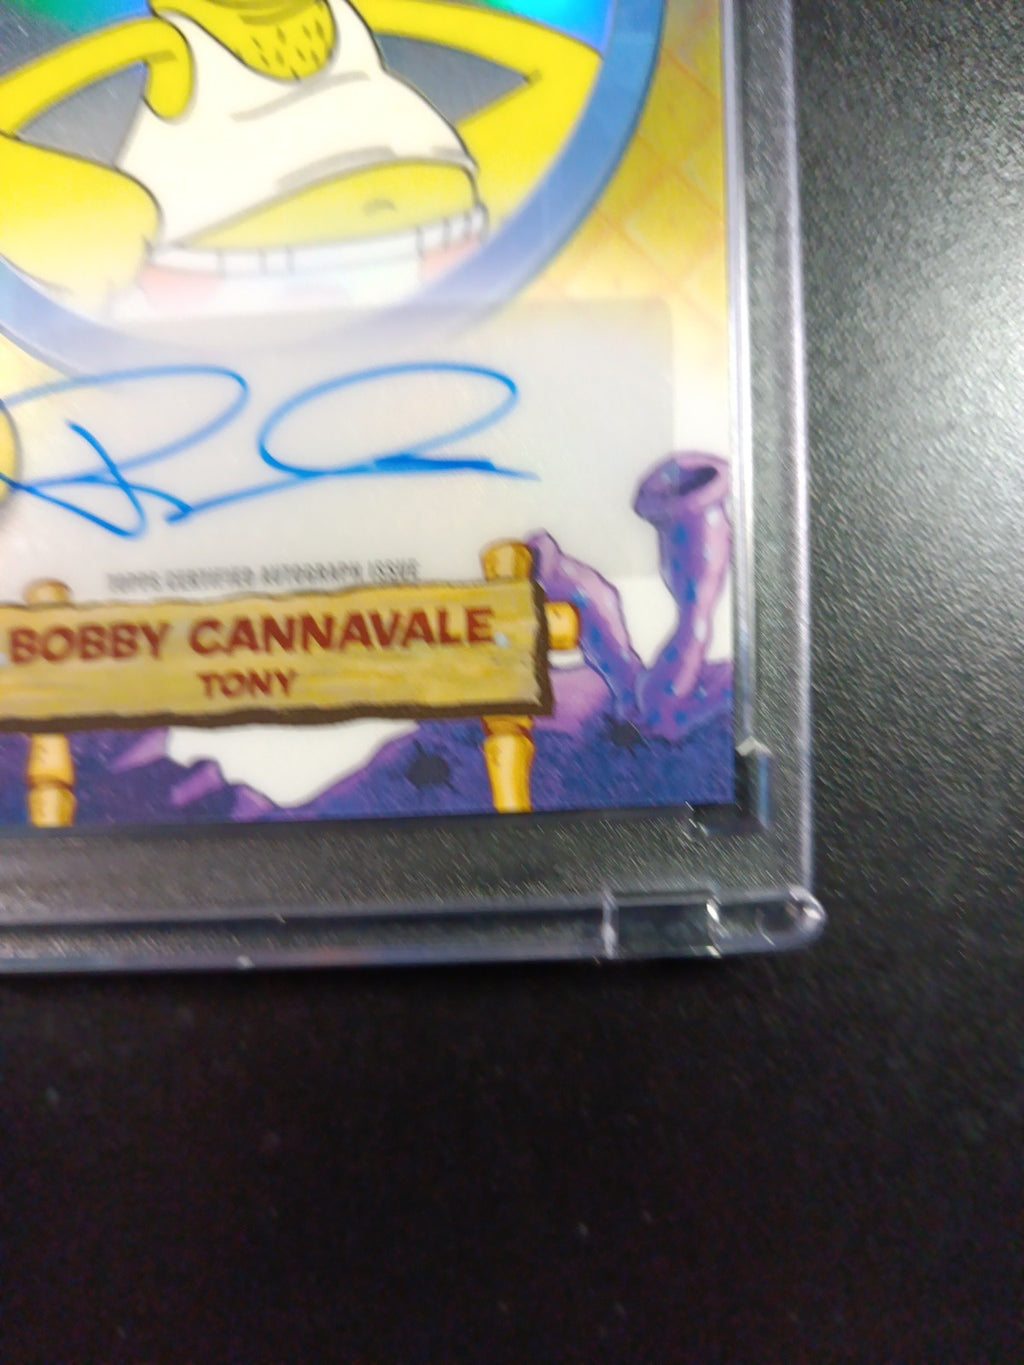 TOPPS CERTIFIED AUTOGRAPH ISSUE
BOBBY CANNAVALE
TONY